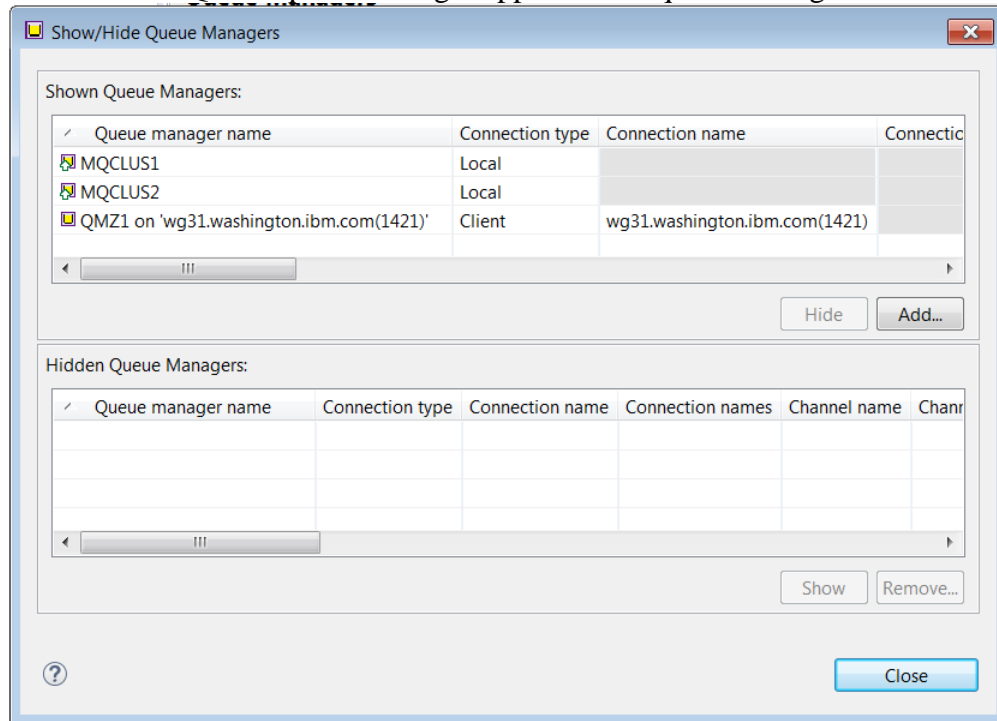 Show/Hide Queue Managers
Shown Queue Managers:
Queue manager name Connection type Connection name Connectio
MQCLUS1 Local
MQCLUS2 Local
QMZ1 on 'wg31.washington.ibm.com(1421)' Client wg31.washington.ibm.com(1421)
Hide Add...
Hidden Queue Managers:
Queue manager name Connection type Connection name Connection names Channel name Chann
Show Remove...
? Close